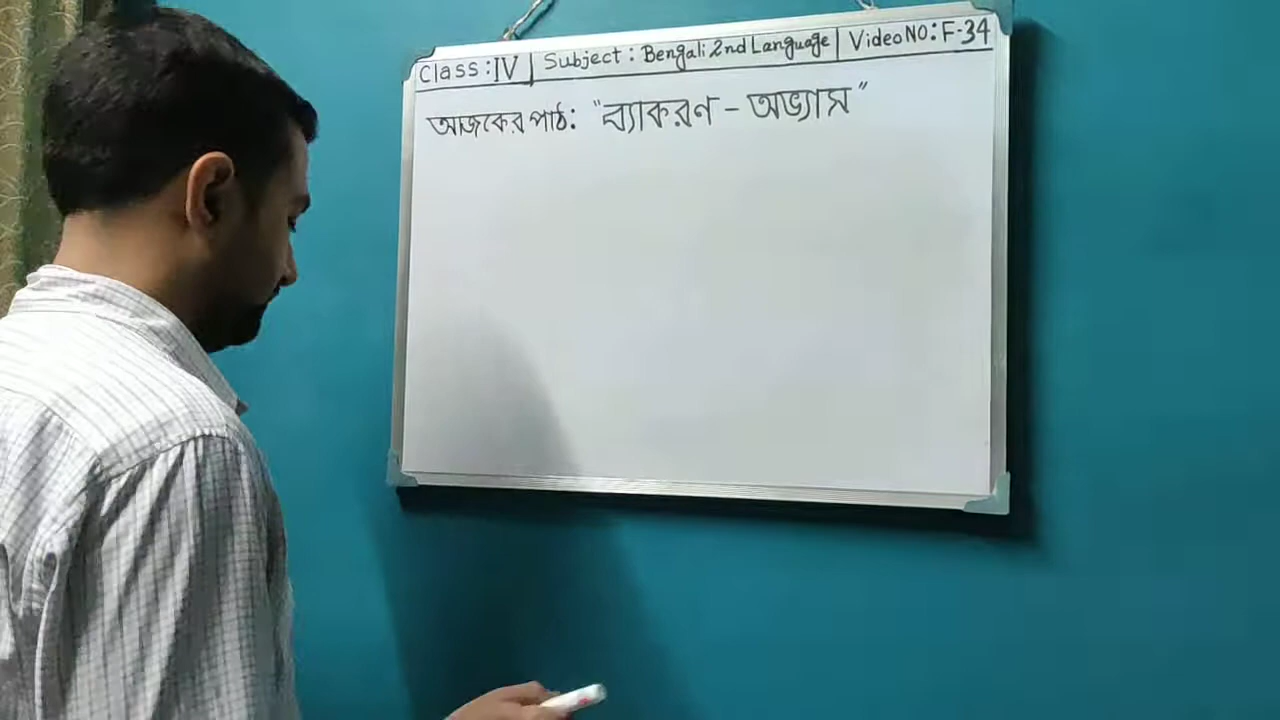 Class:IV | Subject: Bengali 2nd Language | Video NO: F-34
আজকের পাঠ: "ব্যাকরণ - অভ্যাস"